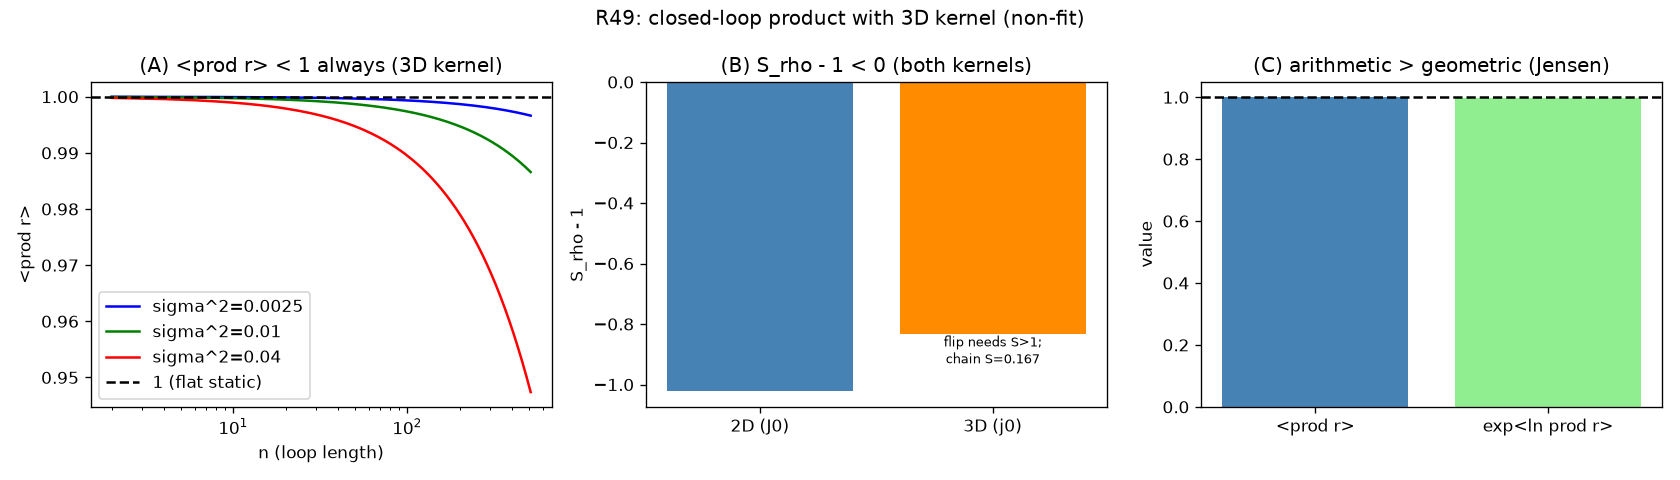 R49: closed-loop product with 3D kernel (non-fit)
(A) <prod r> < 1 always (3D kernel)
<prod r>
1.00
0.99
0.98
0.97
0.96
0.95
sigma^2=0.0025
sigma^2=0.01
sigma^2=0.04
1 (flat static)
10¹
10²
n (loop length)
(B) S_rho - 1 < 0 (both kernels)
S_rho - 1
0.0
−0.2
−0.4
−0.6
−0.8
−1.0
flip needs S>1;
chain S=0.167
2D (J0)
3D (j0)
(C) arithmetic > geometric (Jensen)
value
1.0
0.8
0.6
0.4
0.2
0.0
<prod r>
exp<ln prod r>